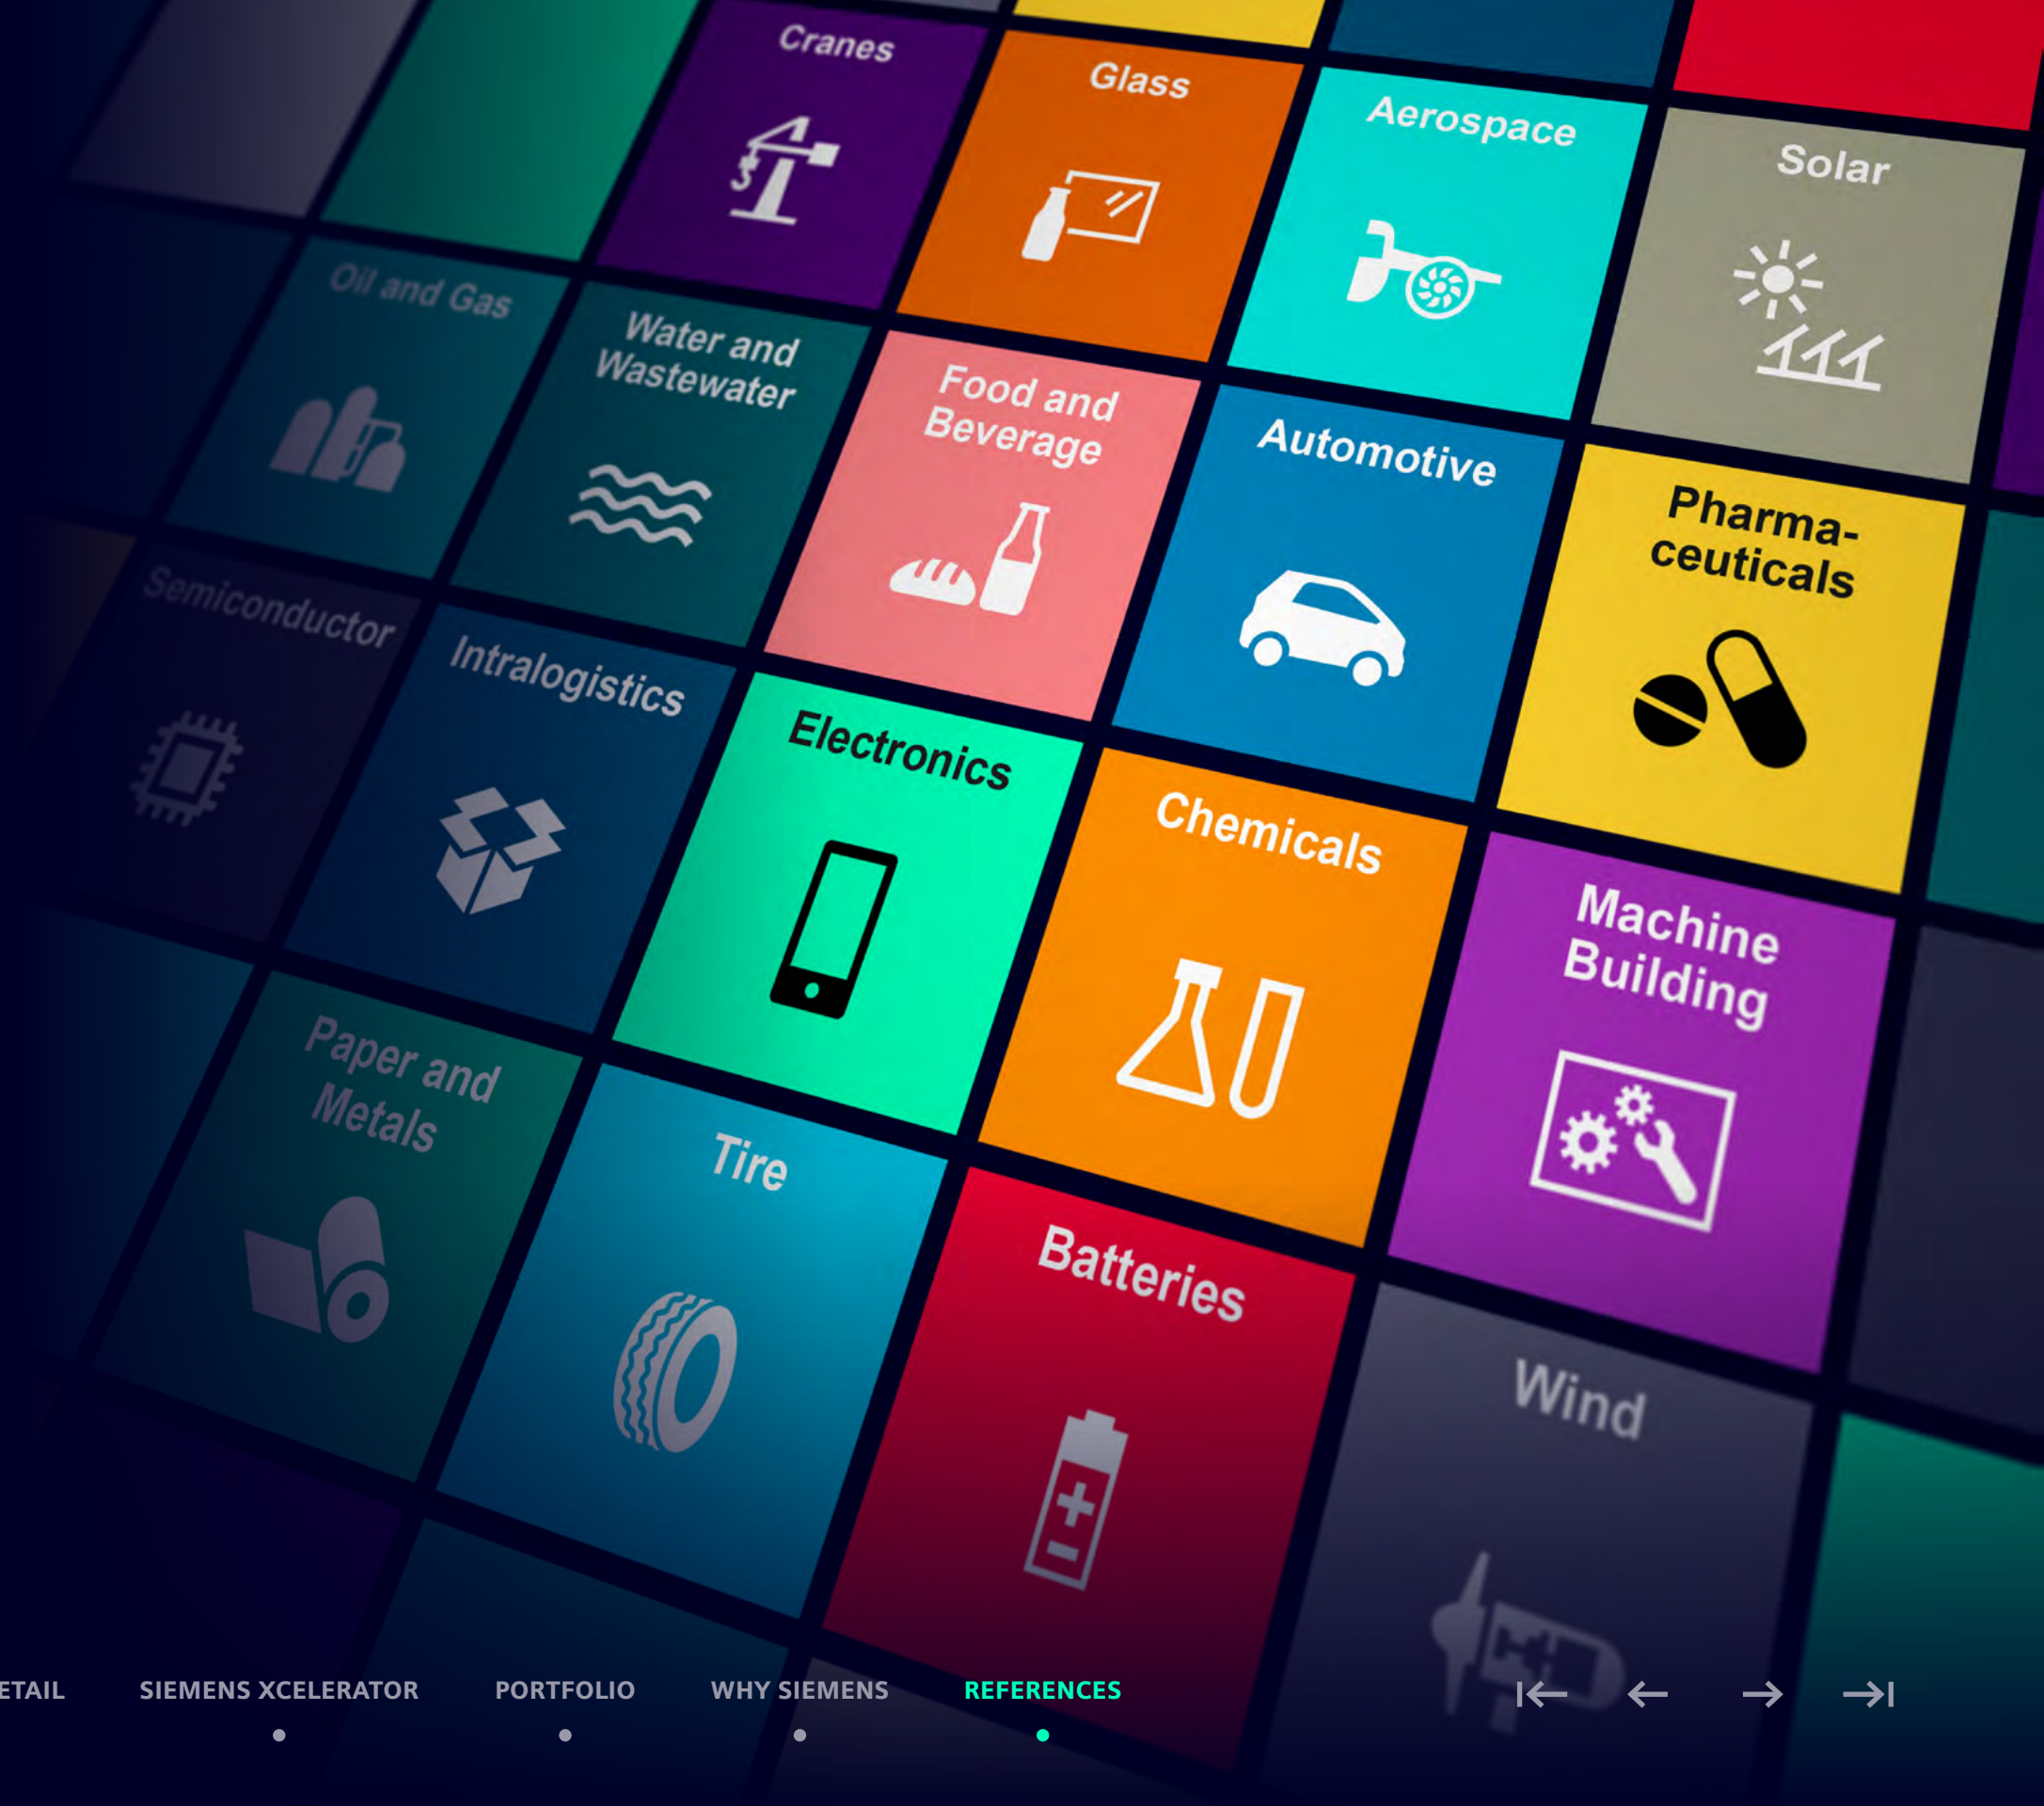 Cranes
Glass
Aerospace
Solar
Oil and Gas
Water and
Wastewater
Food and
Beverage
Automotive
Pharma-
ceuticals
Semiconductor
Intralogistics
Electronics
Chemicals
Machine
Building
Paper and
Metals
Tire
Batteries
Wind
ETAIL
SIEMENS XCELERATOR
PORTFOLIO
WHY SIEMENS
REFERENCES